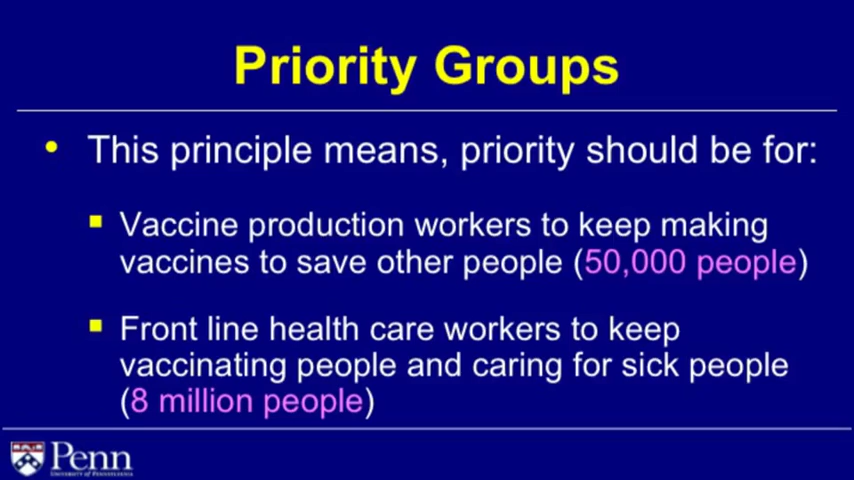 Priority Groups
• This principle means, priority should be for:
▪ Vaccine production workers to keep making
vaccines to save other people (50,000 people)
▪ Front line health care workers to keep
vaccinating people and caring for sick people
(8 million people)
Penn
UNIVERSITY OF PENNSYLVANIA